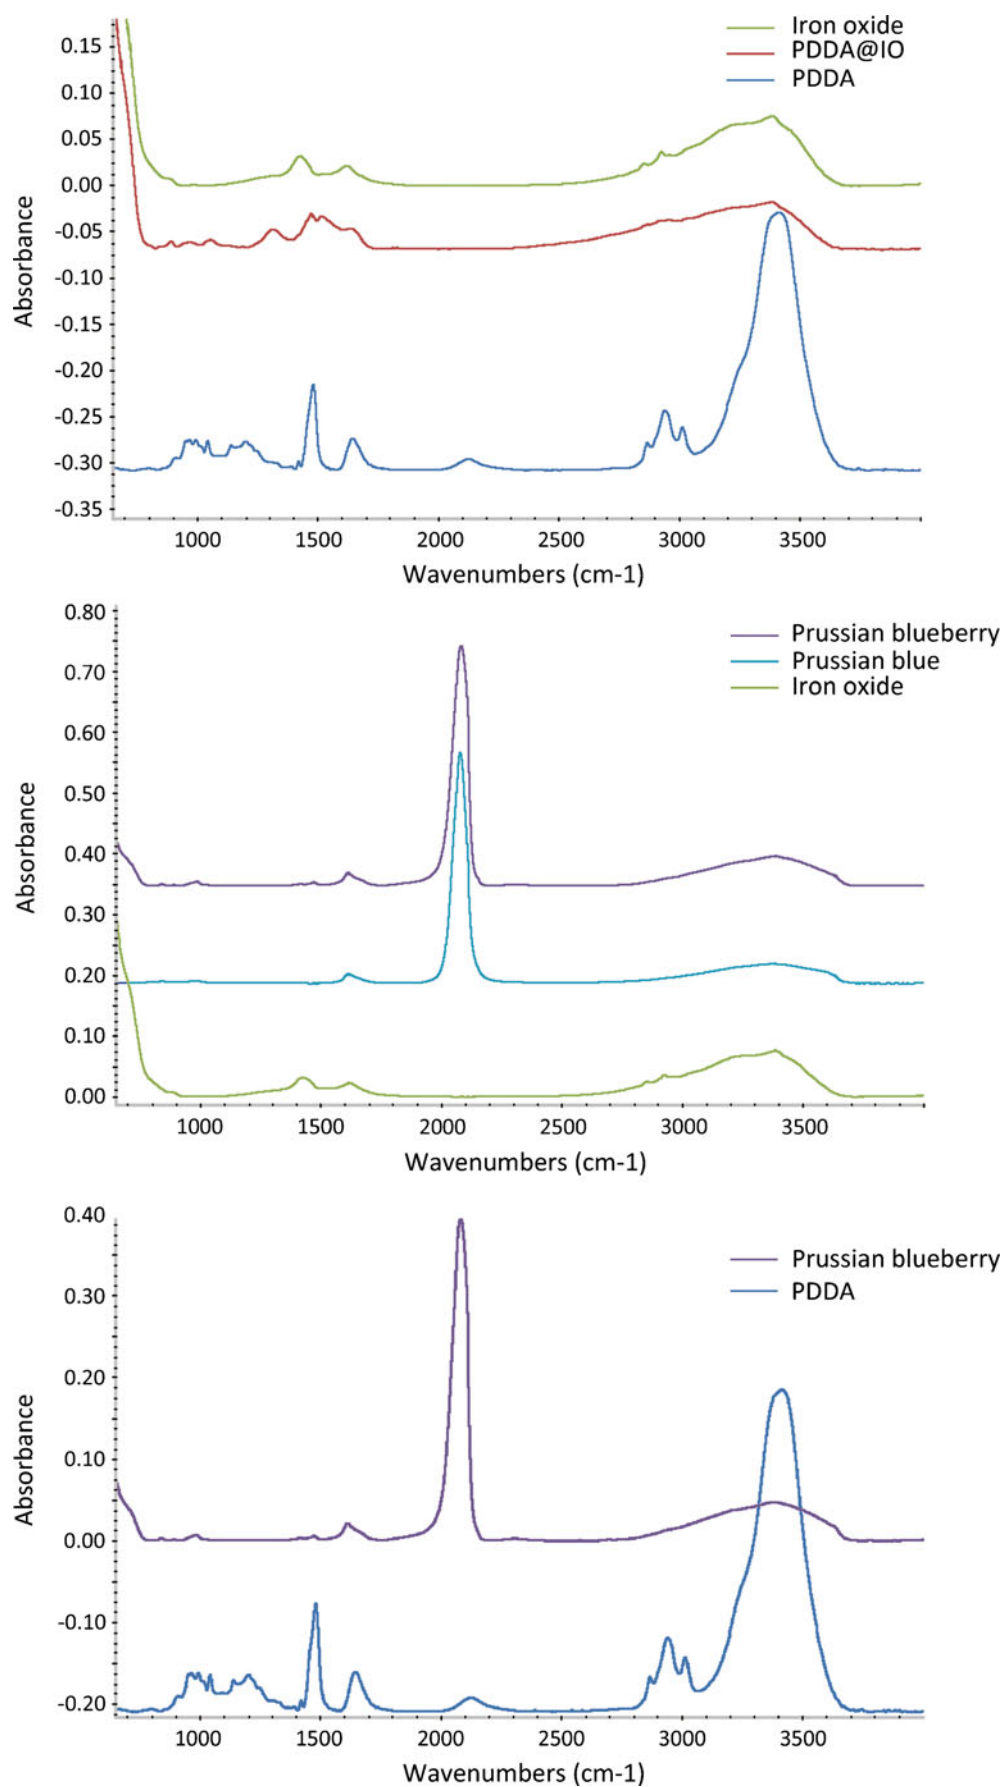 Iron oxide
PDDA@IO
PDDA
0.15
0.10
0.05
0.00
-0.05
-0.10
-0.15
-0.20
-0.25
-0.30
-0.35
Absorbance
1000 1500 2000 2500 3000 3500
Wavenumbers (cm-1)
Prussian blueberry
Prussian blue
Iron oxide
0.80
0.70
0.60
0.50
0.40
0.30
0.20
0.10
0.00
Absorbance
1000 1500 2000 2500 3000 3500
Wavenumbers (cm-1)
Prussian blueberry
PDDA
0.40
0.30
0.20
0.10
0.00
-0.10
-0.20
Absorbance
1000 1500 2000 2500 3000 3500
Wavenumbers (cm-1)